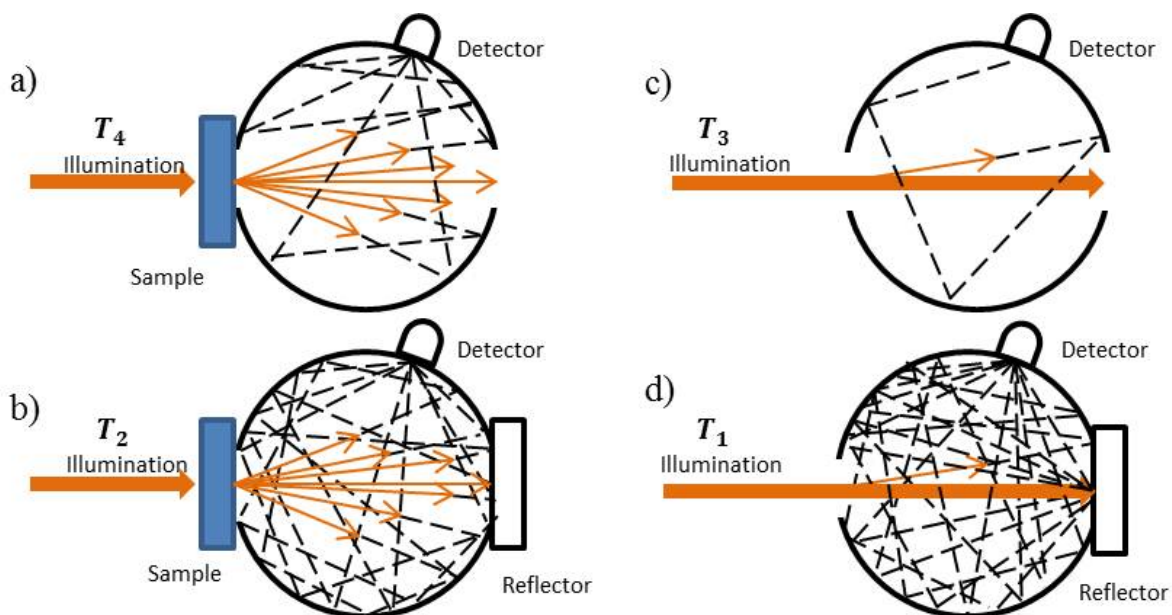 a)
Detector
T₄
Illumination
Sample
c)
Detector
T₃
Illumination
b)
Detector
T₂
Illumination
Sample
Reflector
d)
Detector
T₁
Illumination
Reflector